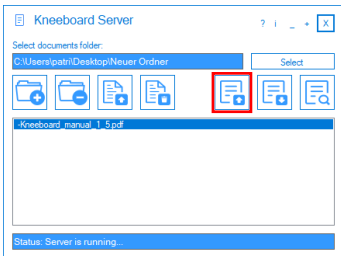 Kneeboard Server
? i _ + X
Select documents folder:
C:\Users\patri\Desktop\Neuer Ordner
Select
-Kneeboard_manual_1_5.pdf
Status: Server is running...